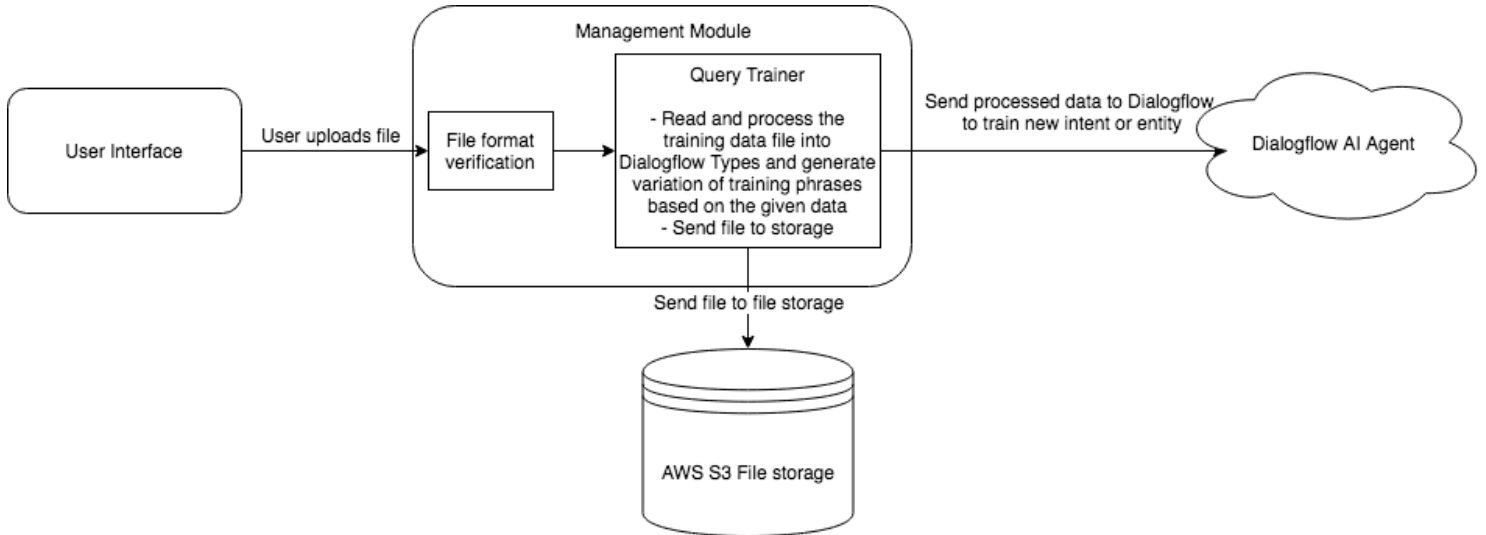 Management Module
User Interface
User uploads file
File format
verification
Query Trainer
- Read and process the
training data file into
Dialogflow Types and generate
variation of training phrases
based on the given data
- Send file to storage
Send processed data to Dialogflow
to train new intent or entity
Dialogflow AI Agent
Send file to file storage
AWS S3 File storage